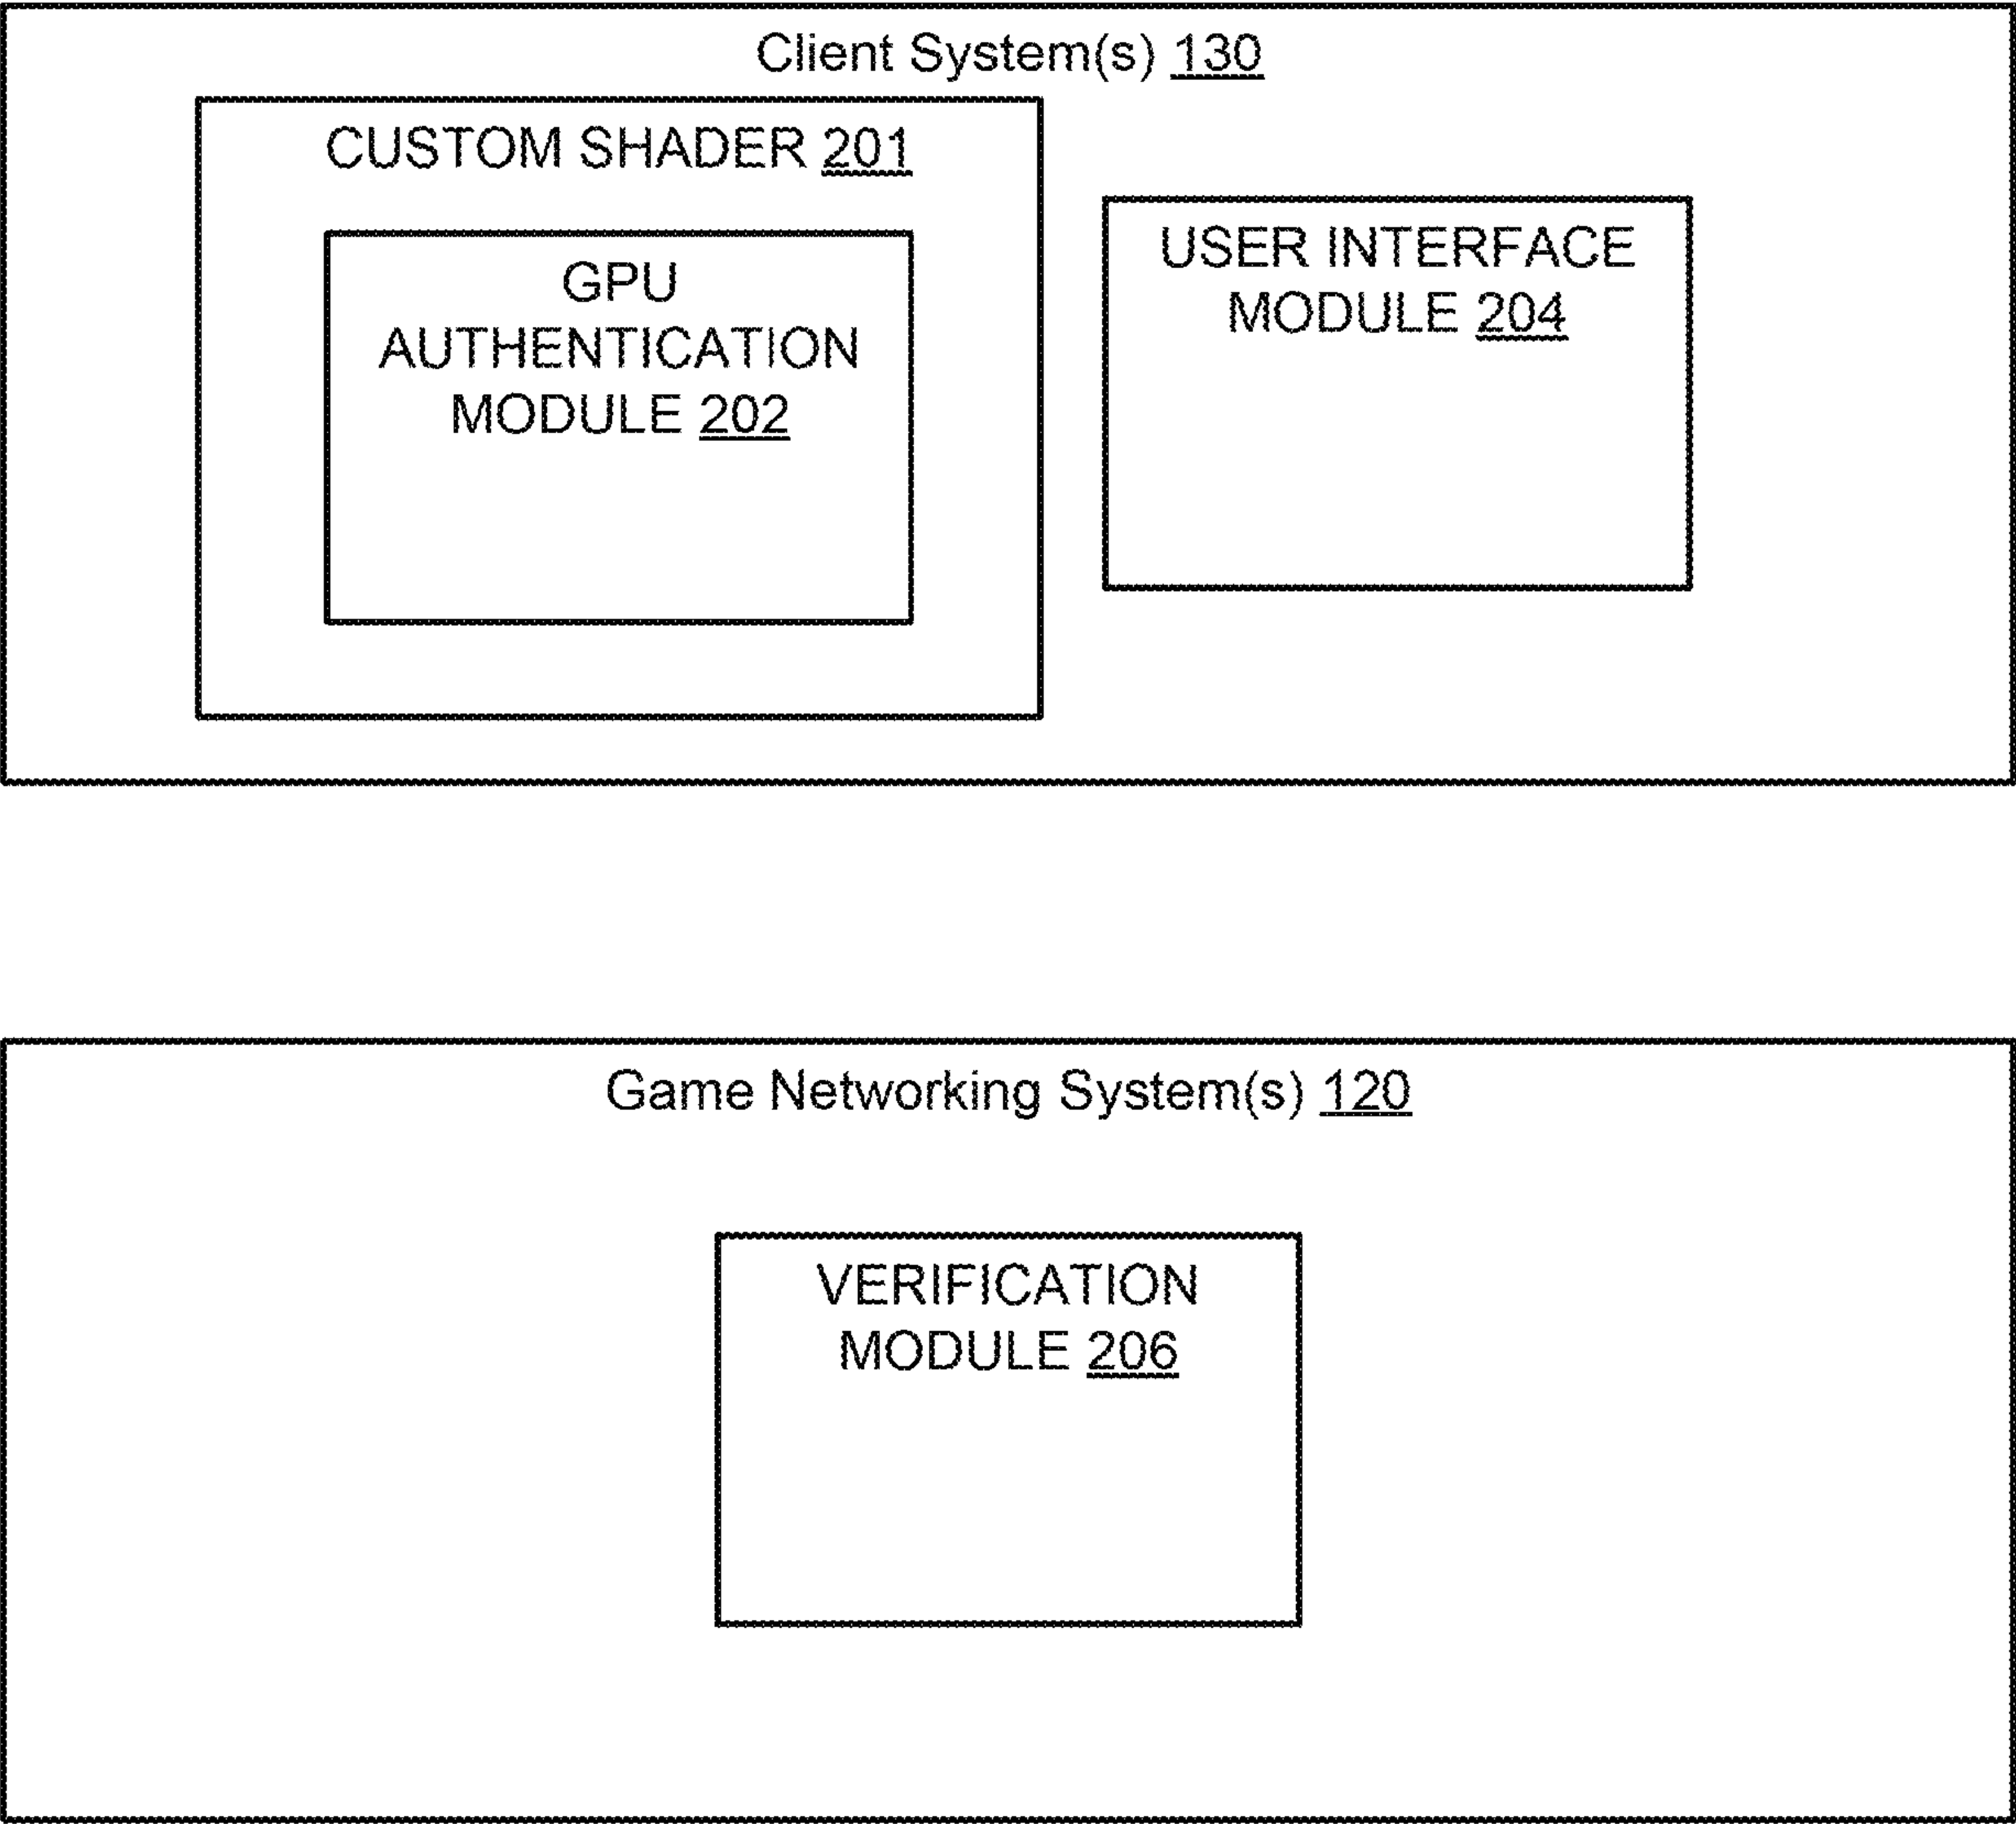 Client System(s) 130
CUSTOM SHADER 201
GPU
AUTHENTICATION
MODULE 202
USER INTERFACE
MODULE 204
Game Networking System(s) 120
VERIFICATION
MODULE 206